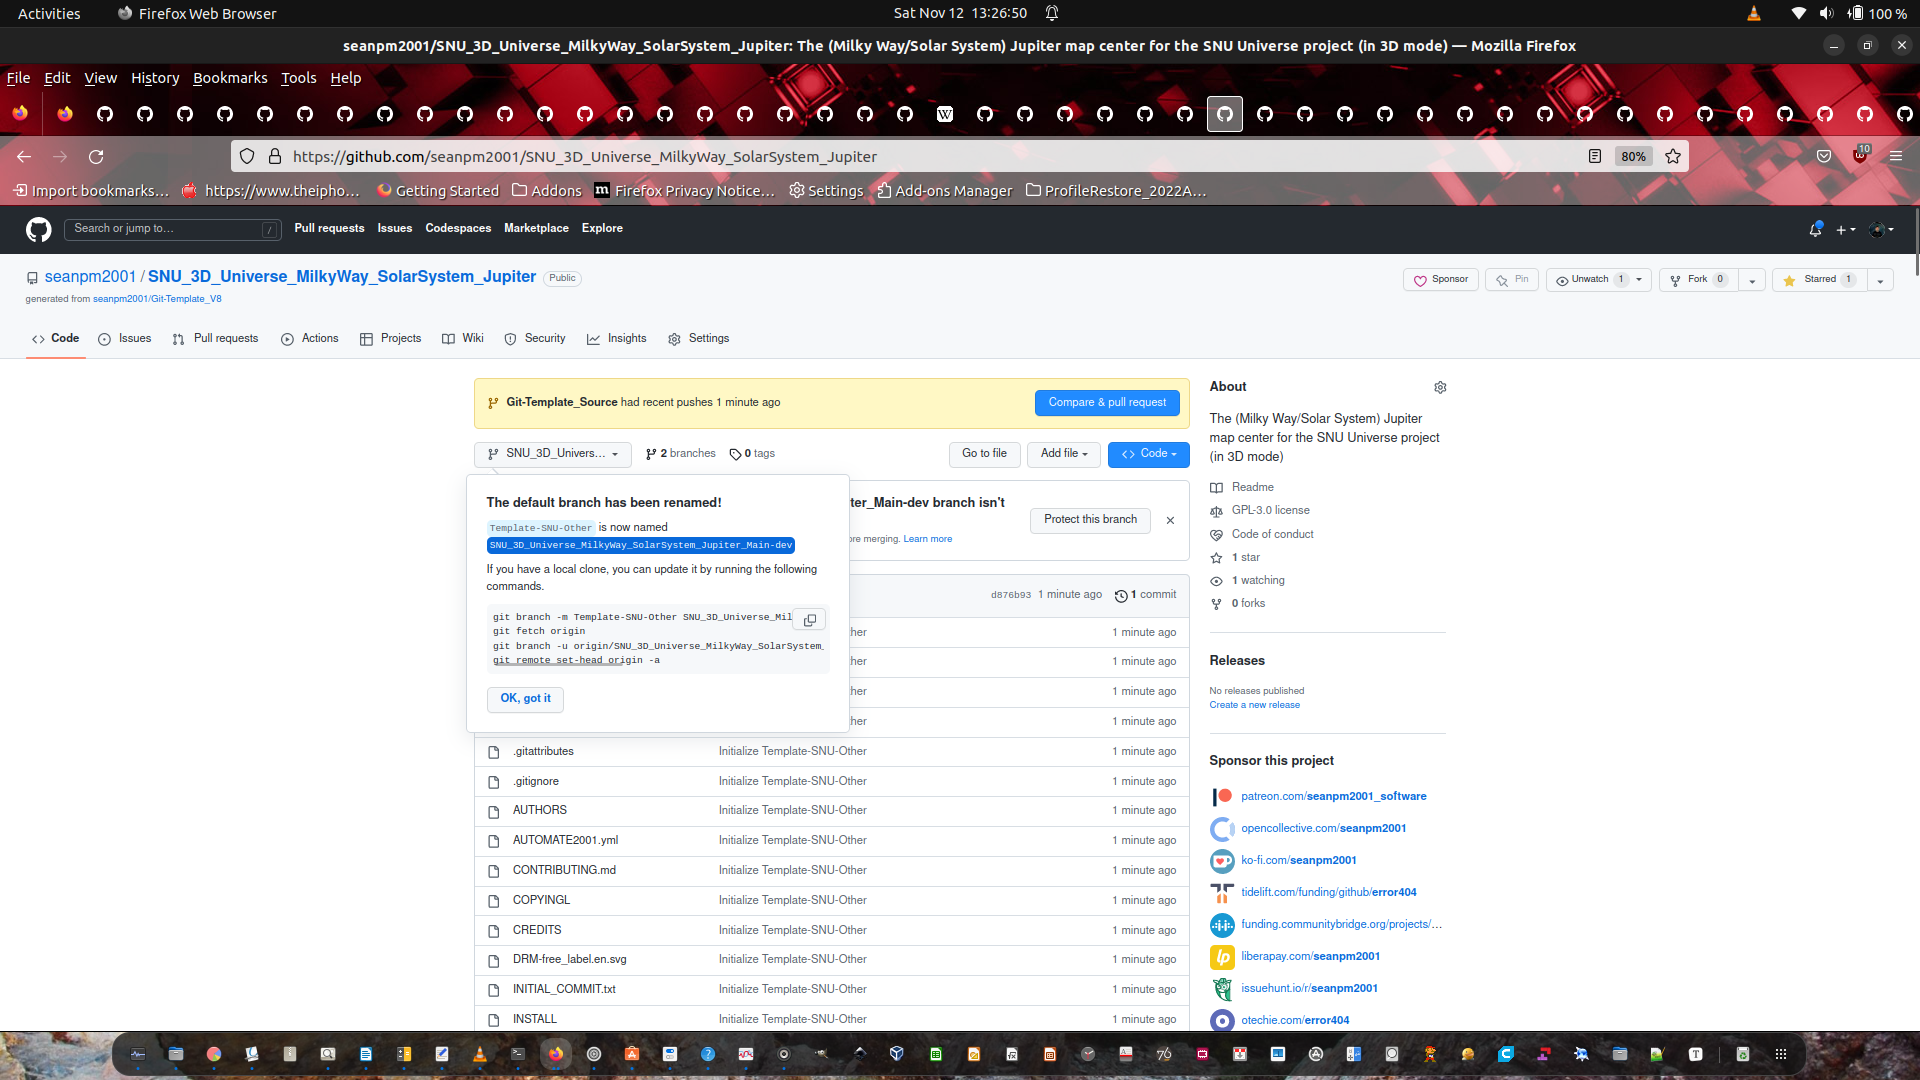 Activities
Firefox Web Browser
Sat Nov 12  13:26:50
100 %
seanpm2001/SNU_3D_Universe_MilkyWay_SolarSystem_Jupiter: The (Milky Way/Solar System) Jupiter map center for the SNU Universe project (in 3D mode) — Mozilla Firefox
File Edit View History Bookmarks Tools Help
https://github.com/seanpm2001/SNU_3D_Universe_MilkyWay_SolarSystem_Jupiter
80%
10
Import bookmarks…
https://www.theipho…
Getting Started
Addons
Firefox Privacy Notice…
Settings
Add-ons Manager
ProfileRestore_2022A…
Search or jump to…
/
Pull requests
Issues
Codespaces
Marketplace
Explore
seanpm2001 / SNU_3D_Universe_MilkyWay_SolarSystem_Jupiter
Public
generated from seanpm2001/Git-Template_V8
Sponsor
Pin
Unwatch 1
Fork 0
Starred 1
Code
Issues
Pull requests
Actions
Projects
Wiki
Security
Insights
Settings
Git-Template_Source had recent pushes 1 minute ago
Compare & pull request
SNU_3D_Univers…
2 branches
0 tags
Go to file
Add file
Code
The default branch has been renamed!
Template-SNU-Other is now named
SNU_3D_Universe_MilkyWay_SolarSystem_Jupiter_Main-dev
If you have a local clone, you can update it by running the following
commands.
git branch -m Template-SNU-Other SNU_3D_Universe_Mil
git fetch origin
git branch -u origin/SNU_3D_Universe_MilkyWay_SolarSystem_
git remote set-head origin -a
OK, got it
ter_Main-dev branch isn't
ore merging. Learn more
Protect this branch
d876b93 1 minute ago
1 commit
her 1 minute ago
her 1 minute ago
her 1 minute ago
her 1 minute ago
.gitattributes Initialize Template-SNU-Other 1 minute ago
.gitignore Initialize Template-SNU-Other 1 minute ago
AUTHORS Initialize Template-SNU-Other 1 minute ago
AUTOMATE2001.yml Initialize Template-SNU-Other 1 minute ago
CONTRIBUTING.md Initialize Template-SNU-Other 1 minute ago
COPYINGL Initialize Template-SNU-Other 1 minute ago
CREDITS Initialize Template-SNU-Other 1 minute ago
DRM-free_label.en.svg Initialize Template-SNU-Other 1 minute ago
INITIAL_COMMIT.txt Initialize Template-SNU-Other 1 minute ago
INSTALL Initialize Template-SNU-Other 1 minute ago
About
The (Milky Way/Solar System) Jupiter
map center for the SNU Universe project
(in 3D mode)
Readme
GPL-3.0 license
Code of conduct
1 star
1 watching
0 forks
Releases
No releases published
Create a new release
Sponsor this project
patreon.com/seanpm2001_software
opencollective.com/seanpm2001
ko-fi.com/seanpm2001
tidelift.com/funding/github/error404
funding.communitybridge.org/projects/…
liberapay.com/seanpm2001
issuehunt.io/r/seanpm2001
otechie.com/error404